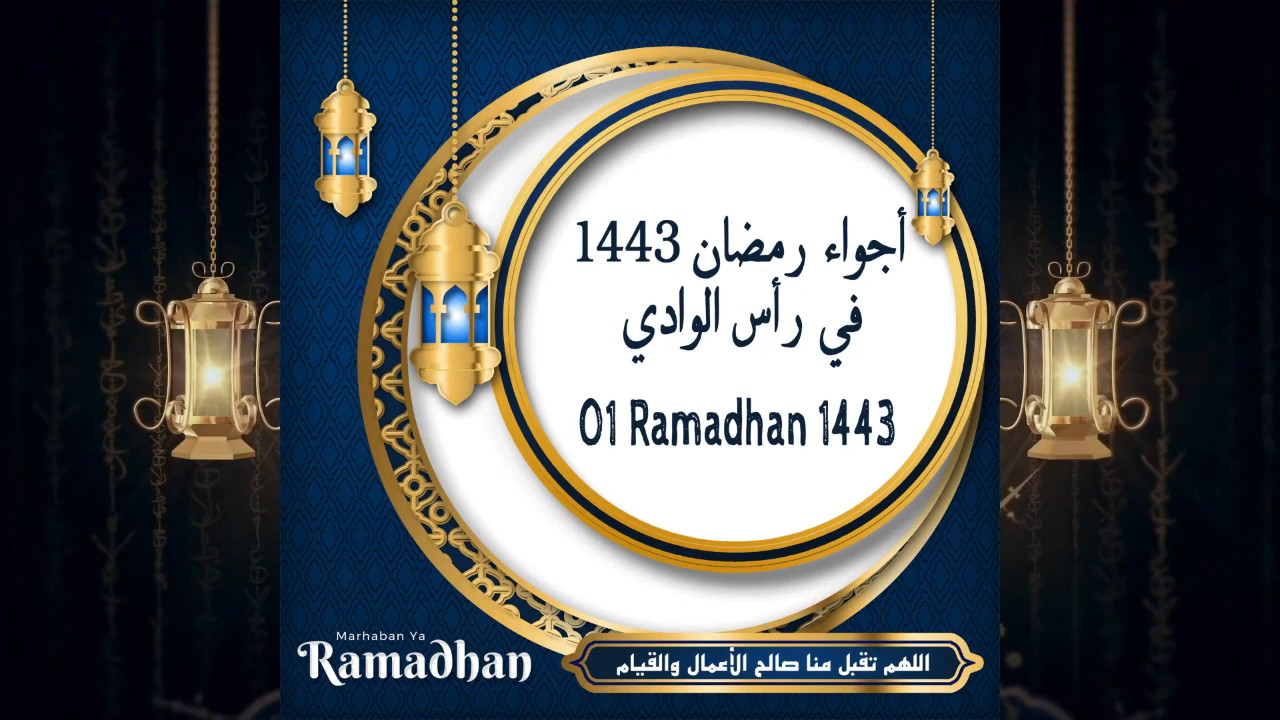 أجواء رمضان 1443
في رأس الوادي
01 Ramadhan 1443
Marhaban Ya
Ramadhan
اللهم تقبل منا صالح الأعمال والقيام